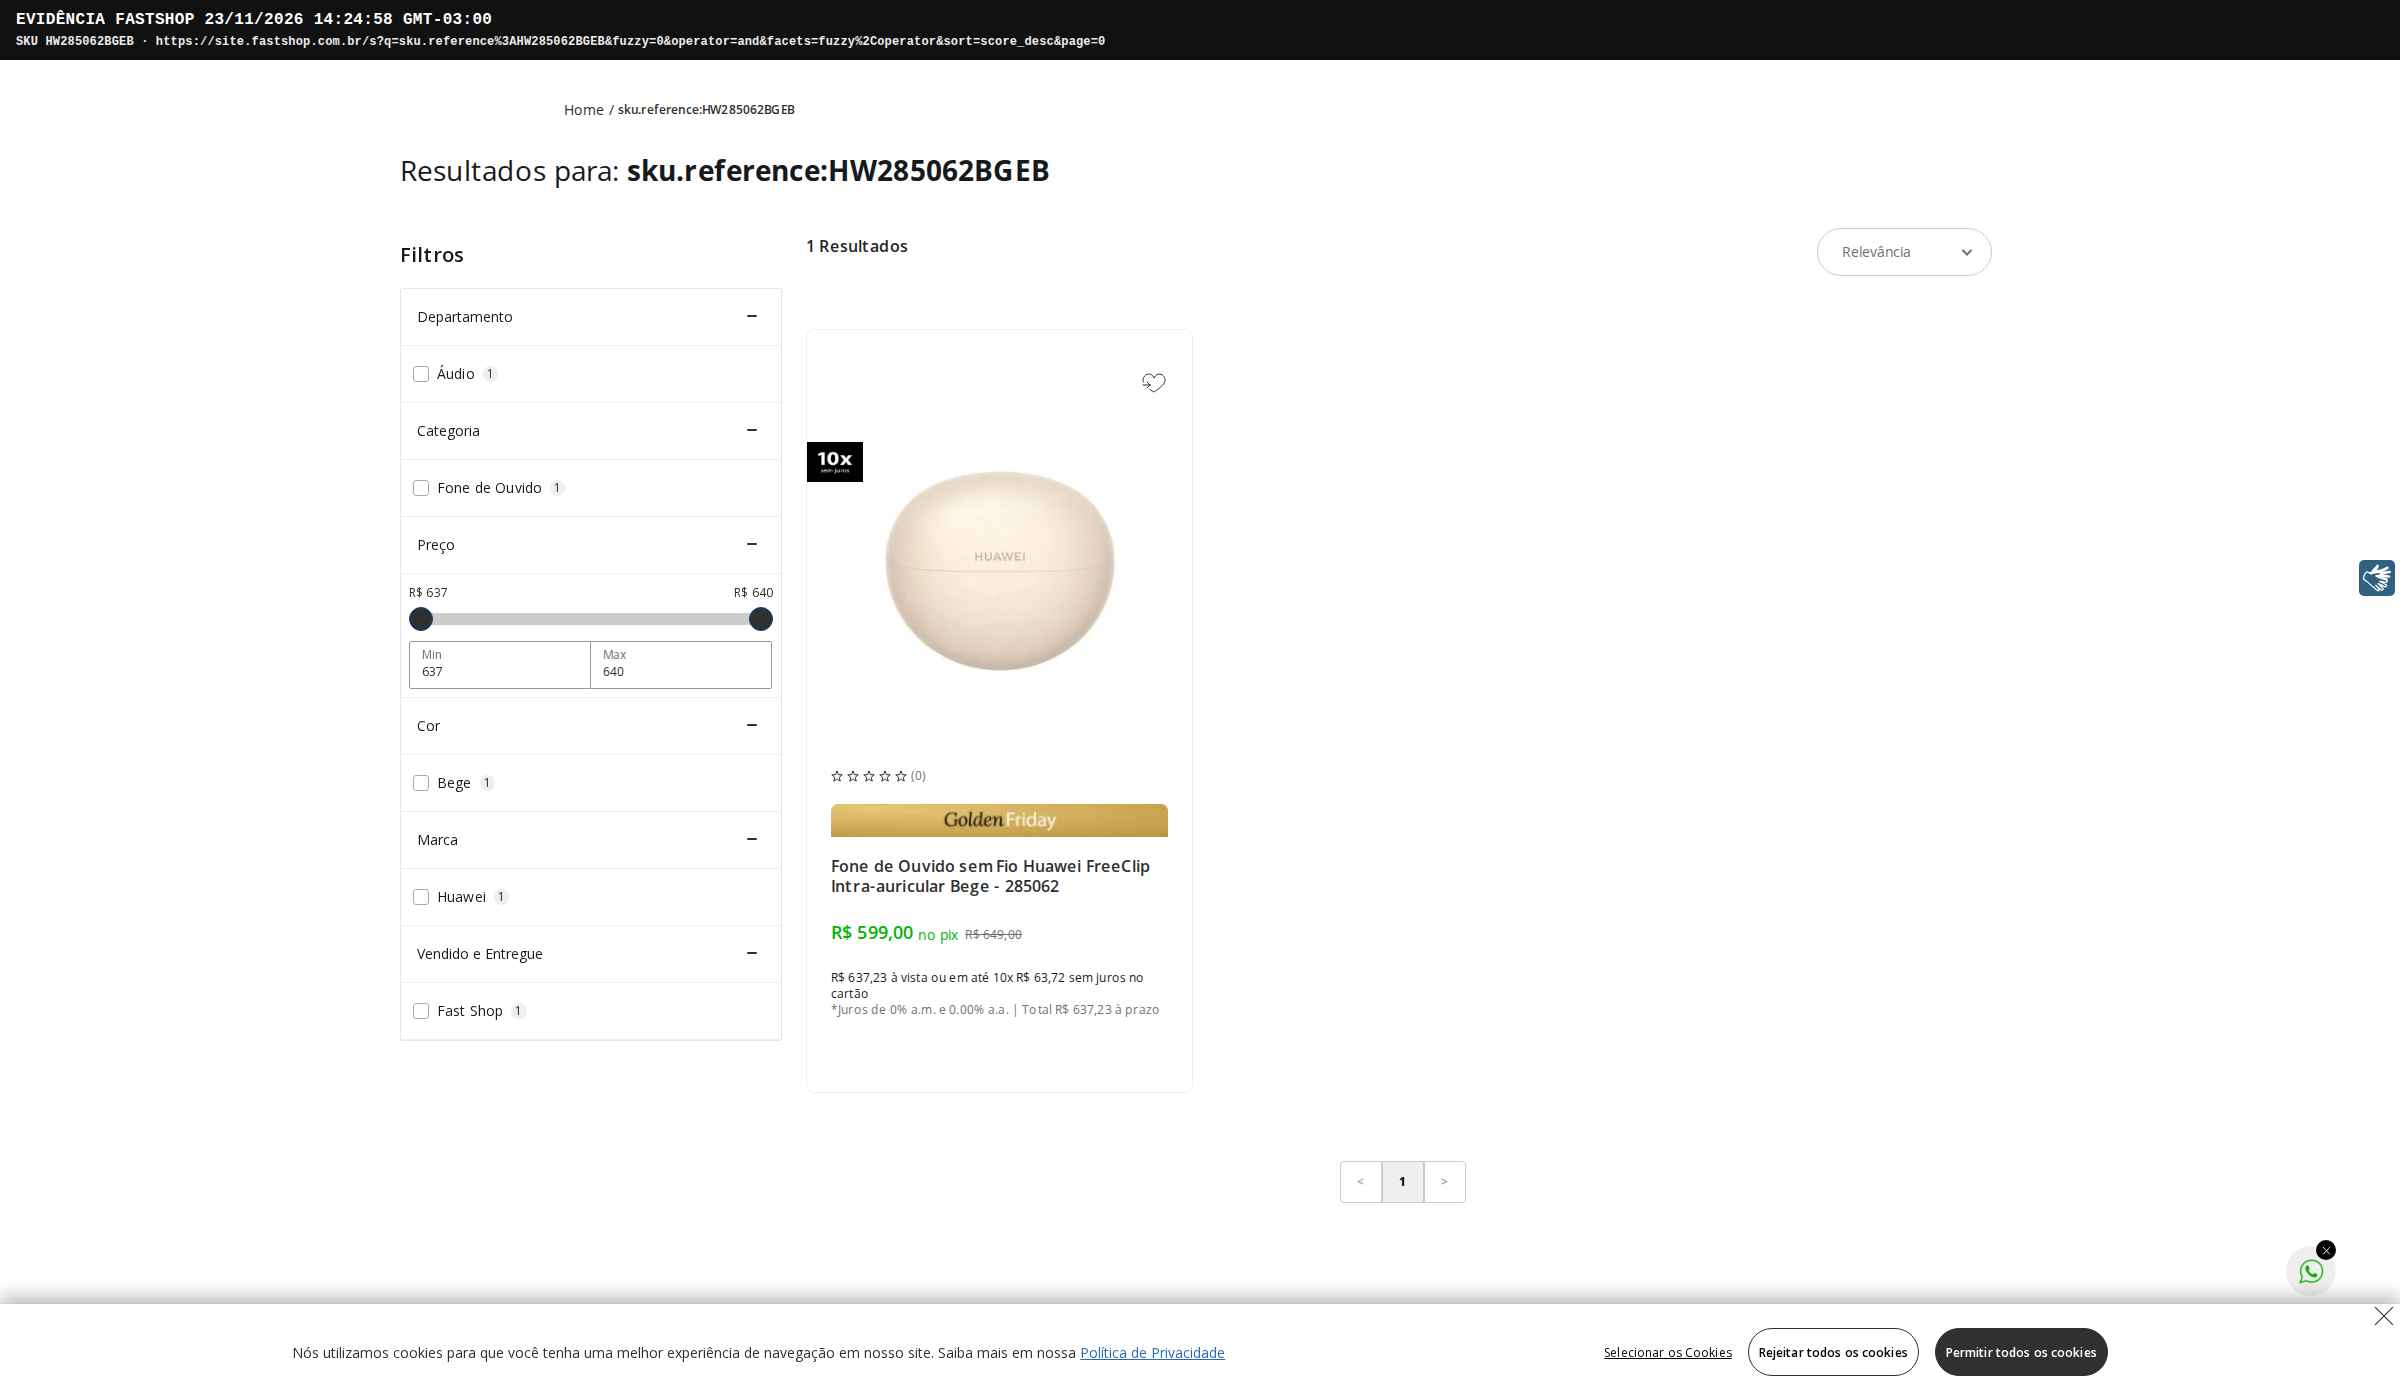 EVIDÊNCIA FASTSHOP 23/11/2026 14:24:58 GMT-03:00
SKU HW285062BGEB · https://site.fastshop.com.br/s?q=sku.reference%3AHW285062BGEB&fuzzy=0&operator=and&facets=fuzzy%2Coperator&sort=score_desc&page=0
Home / sku.reference:HW285062BGEB
Resultados para: sku.reference:HW285062BGEB
Filtros
1 Resultados
Relevância
Departamento
Áudio 1
Categoria
Fone de Ouvido 1
Preço
R$ 637
R$ 640
Min
637
Max
640
Cor
Bege 1
Marca
Huawei 1
Vendido e Entregue
Fast Shop 1
10x
sem juros
HUAWEI
(0)
Golden Friday
Fone de Ouvido sem Fio Huawei FreeClip
Intra-auricular Bege - 285062
R$ 599,00 no pix R$ 649,00
R$ 637,23 à vista ou em até 10x R$ 63,72 sem juros no
cartão
*Juros de 0% a.m. e 0.00% a.a. | Total R$ 637,23 à prazo
< 1 >
Nós utilizamos cookies para que você tenha uma melhor experiência de navegação em nosso site. Saiba mais em nossa Política de Privacidade
Selecionar os Cookies
Rejeitar todos os cookies
Permitir todos os cookies